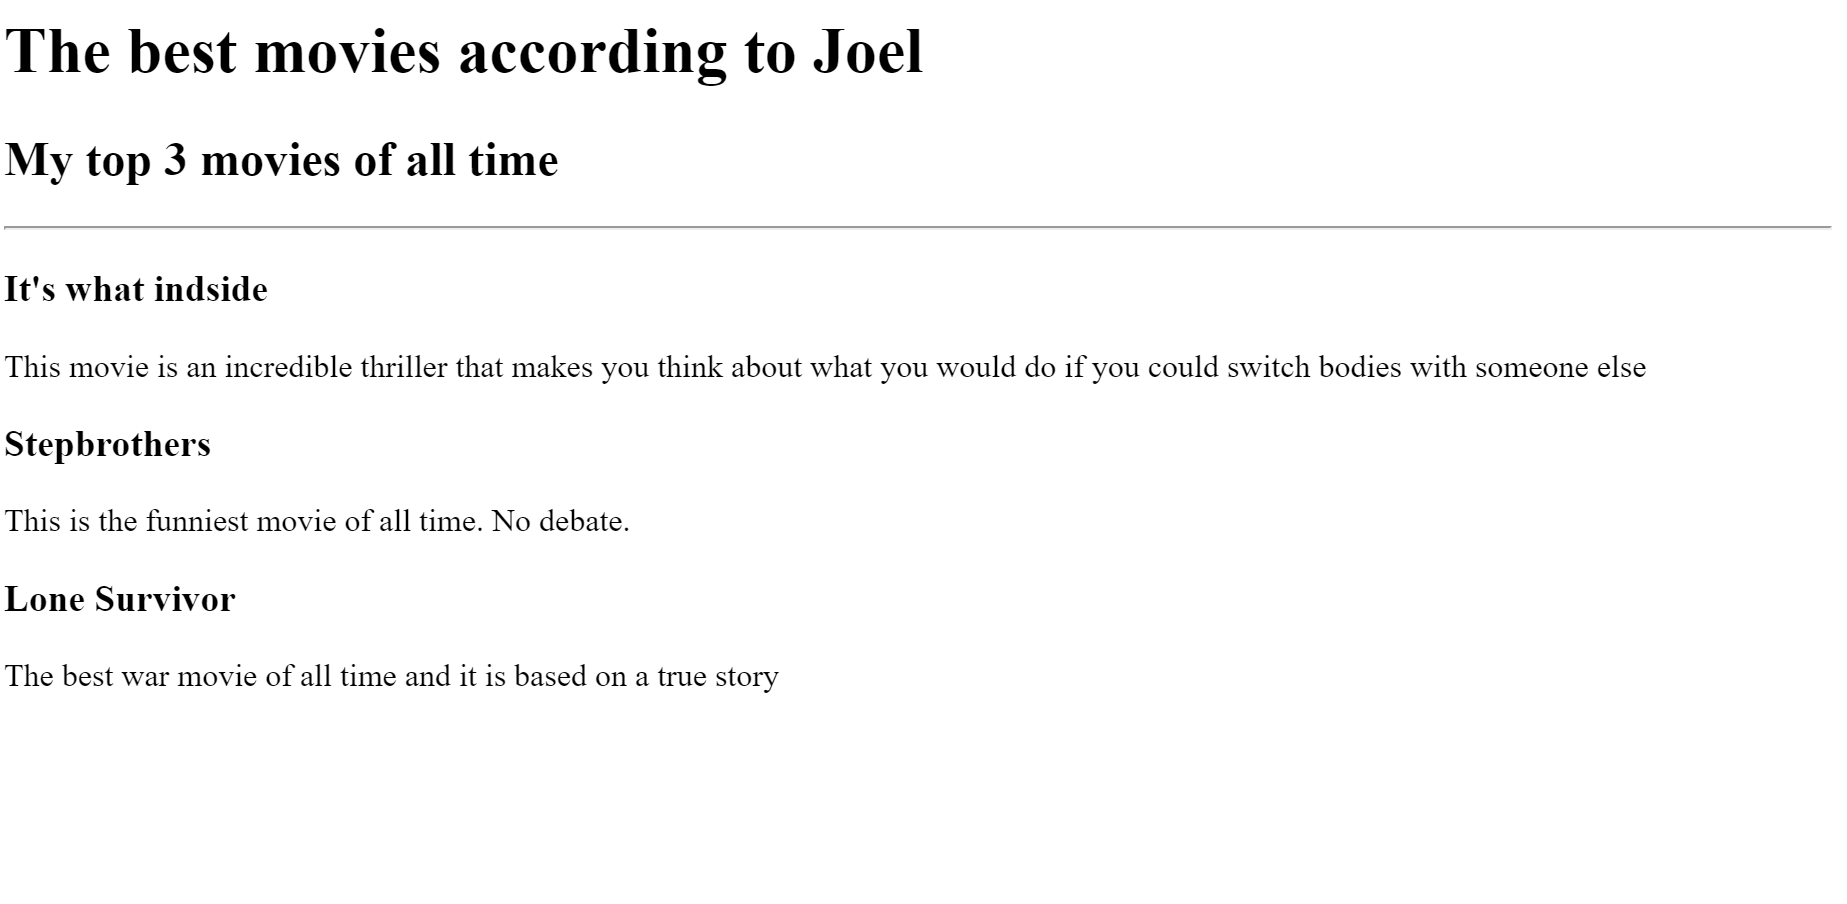 The best movies according to Joel
My top 3 movies of all time
It's what indside
This movie is an incredible thriller that makes you think about what you would do if you could switch bodies with someone else
Stepbrothers
This is the funniest movie of all time. No debate.
Lone Survivor
The best war movie of all time and it is based on a true story